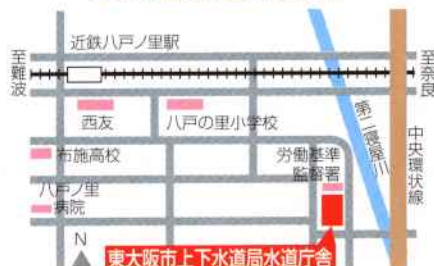 近鉄八戸ノ里駅
至難波
至奈良
西友
八戸の里小学校
第二寝屋川
中央環状線
布施高校
労働基準
監督署
八戸ノ里
病院
N
東大阪市上下水道局水道庁舎